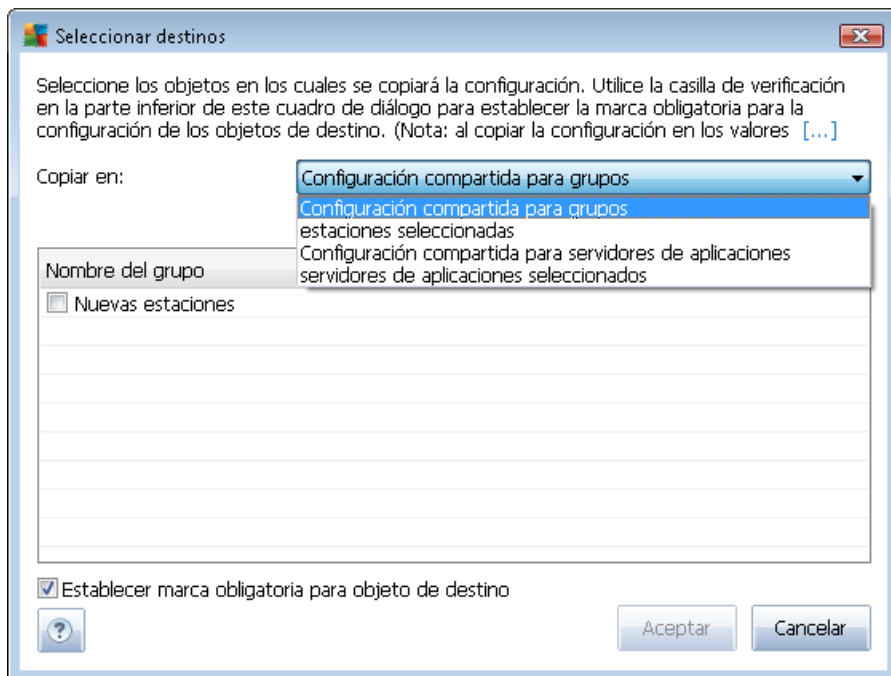 Seleccionar destinos
Seleccione los objetos en los cuales se copiará la configuración. Utilice la casilla de verificación
en la parte inferior de este cuadro de diálogo para establecer la marca obligatoria para la
configuración de los objetos de destino. (Nota: al copiar la configuración en los valores [...]
Copiar en:
Configuración compartida para grupos
Configuración compartida para grupos
estaciones seleccionadas
Configuración compartida para servidores de aplicaciones
servidores de aplicaciones seleccionados
Nombre del grupo
Nuevas estaciones
Establecer marca obligatoria para objeto de destino
?
Aceptar
Cancelar